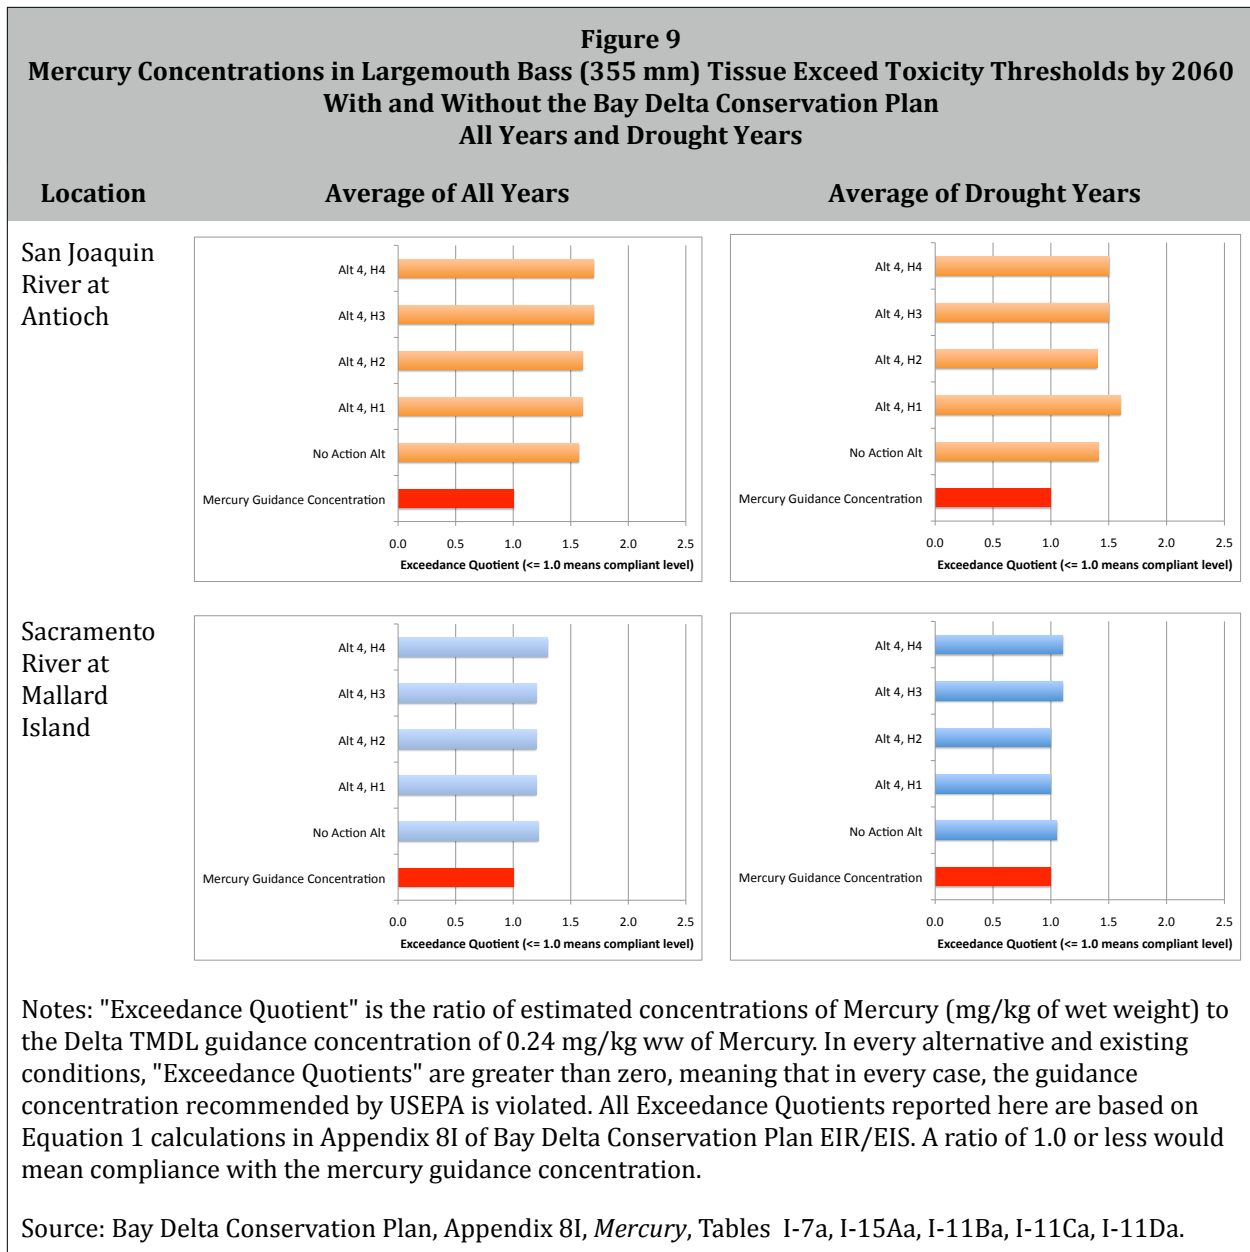 Figure 9
Mercury Concentrations in Largemouth Bass (355 mm) Tissue Exceed Toxicity Thresholds by 2060
With and Without the Bay Delta Conservation Plan
All Years and Drought Years
Location
Average of All Years
Average of Drought Years
San Joaquin
River at
Antioch
Alt 4, H4
Alt 4, H3
Alt 4, H2
Alt 4, H1
No Action Alt
Mercury Guidance Concentration
0.0 0.5 1.0 1.5 2.0 2.5
Exceedance Quotient (<= 1.0 means compliant level)
Alt 4, H4
Alt 4, H3
Alt 4, H2
Alt 4, H1
No Action Alt
Mercury Guidance Concentration
0.0 0.5 1.0 1.5 2.0 2.5
Exceedance Quotient (<= 1.0 means compliant level)
Sacramento
River at
Mallard
Island
Alt 4, H4
Alt 4, H3
Alt 4, H2
Alt 4, H1
No Action Alt
Mercury Guidance Concentration
0.0 0.5 1.0 1.5 2.0 2.5
Exceedance Quotient (<= 1.0 means compliant level)
Alt 4, H4
Alt 4, H3
Alt 4, H2
Alt 4, H1
No Action Alt
Mercury Guidance Concentration
0.0 0.5 1.0 1.5 2.0 2.5
Exceedance Quotient (<= 1.0 means compliant level)
Notes: "Exceedance Quotient" is the ratio of estimated concentrations of Mercury (mg/kg of wet weight) to
the Delta TMDL guidance concentration of 0.24 mg/kg ww of Mercury. In every alternative and existing
conditions, "Exceedance Quotients" are greater than zero, meaning that in every case, the guidance
concentration recommended by USEPA is violated. All Exceedance Quotients reported here are based on
Equation 1 calculations in Appendix 8I of Bay Delta Conservation Plan EIR/EIS. A ratio of 1.0 or less would
mean compliance with the mercury guidance concentration.
Source: Bay Delta Conservation Plan, Appendix 8I, Mercury, Tables I-7a, I-15Aa, I-11Ba, I-11Ca, I-11Da.